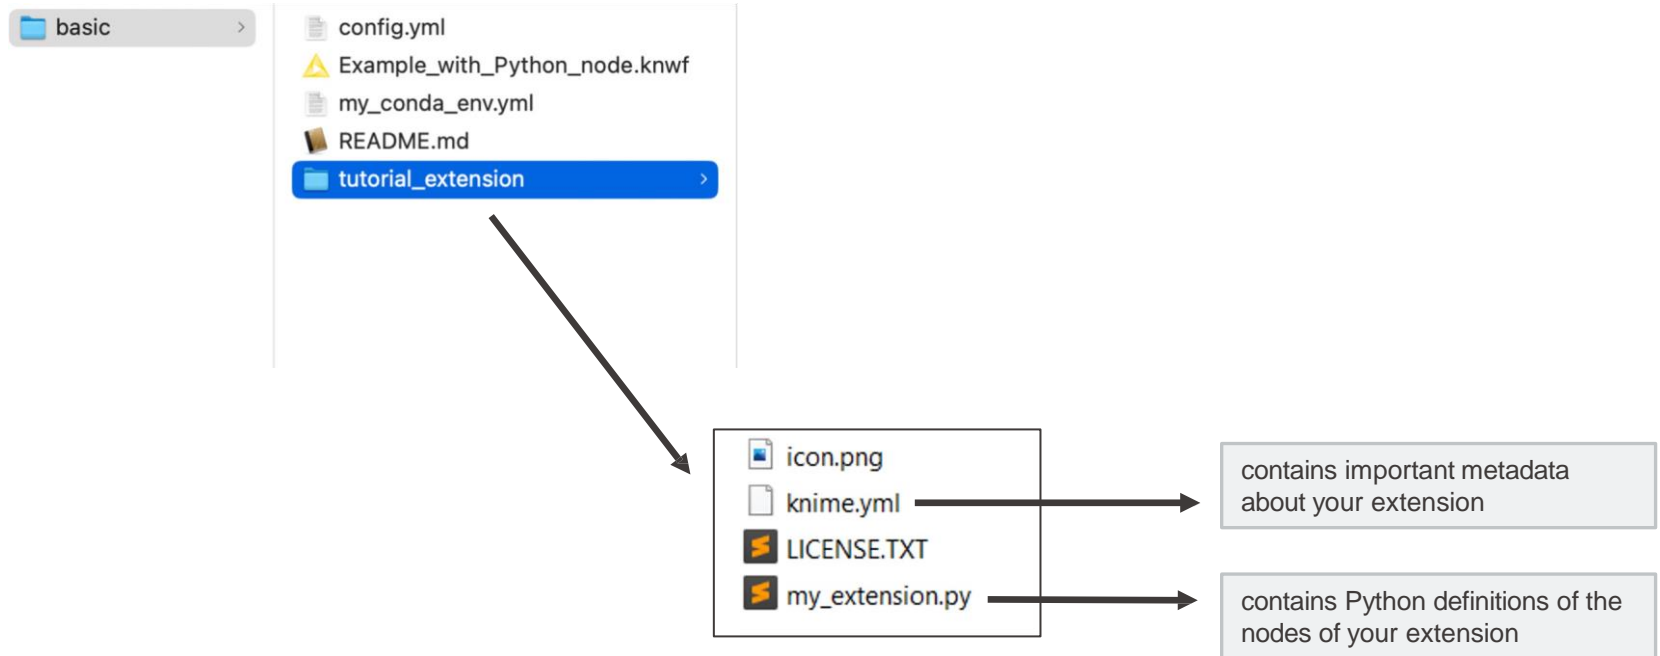 basic
config.yml
Example_with_Python_node.knwf
my_conda_env.yml
README.md
tutorial_extension
icon.png
knime.yml
LICENSE.TXT
my_extension.py
contains important metadata
about your extension
contains Python definitions of the
nodes of your extension